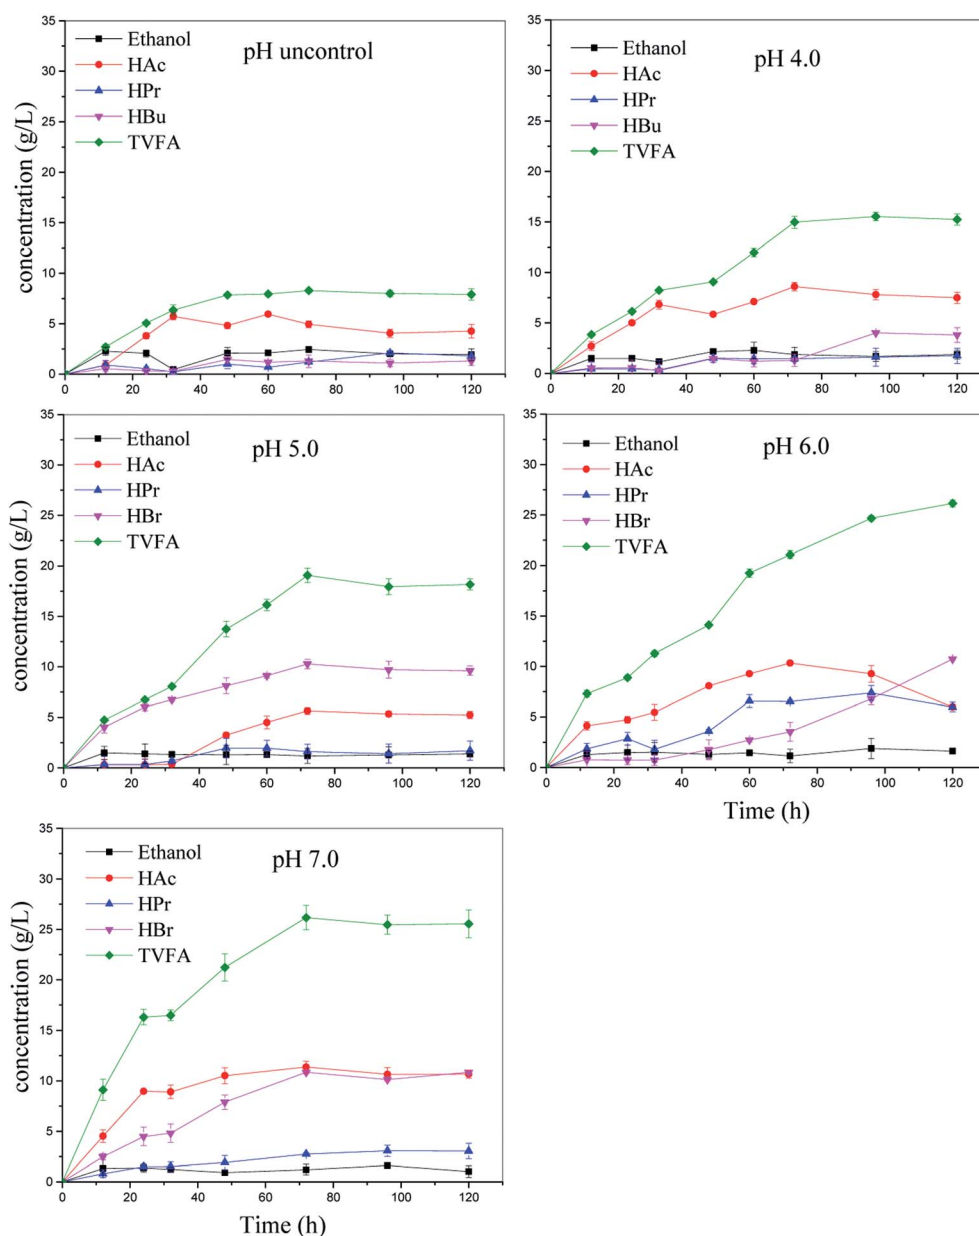 pH uncontrol
Ethanol
HAc
HPr
HBu
TVFA
concentration (g/L)
35
30
25
20
15
10
5
0
0 20 40 60 80 100 120
pH 4.0
Ethanol
HAc
HPr
HBu
TVFA
35
30
25
20
15
10
5
0
0 20 40 60 80 100 120
pH 5.0
Ethanol
HAc
HPr
HBr
TVFA
concentration (g/L)
35
30
25
20
15
10
5
0
0 20 40 60 80 100 120
pH 6.0
Ethanol
HAc
HPr
HBr
TVFA
35
30
25
20
15
10
5
0
0 20 40 60 80 100 120
Time (h)
pH 7.0
Ethanol
HAc
HPr
HBr
TVFA
concentration (g/L)
35
30
25
20
15
10
5
0
0 20 40 60 80 100 120
Time (h)